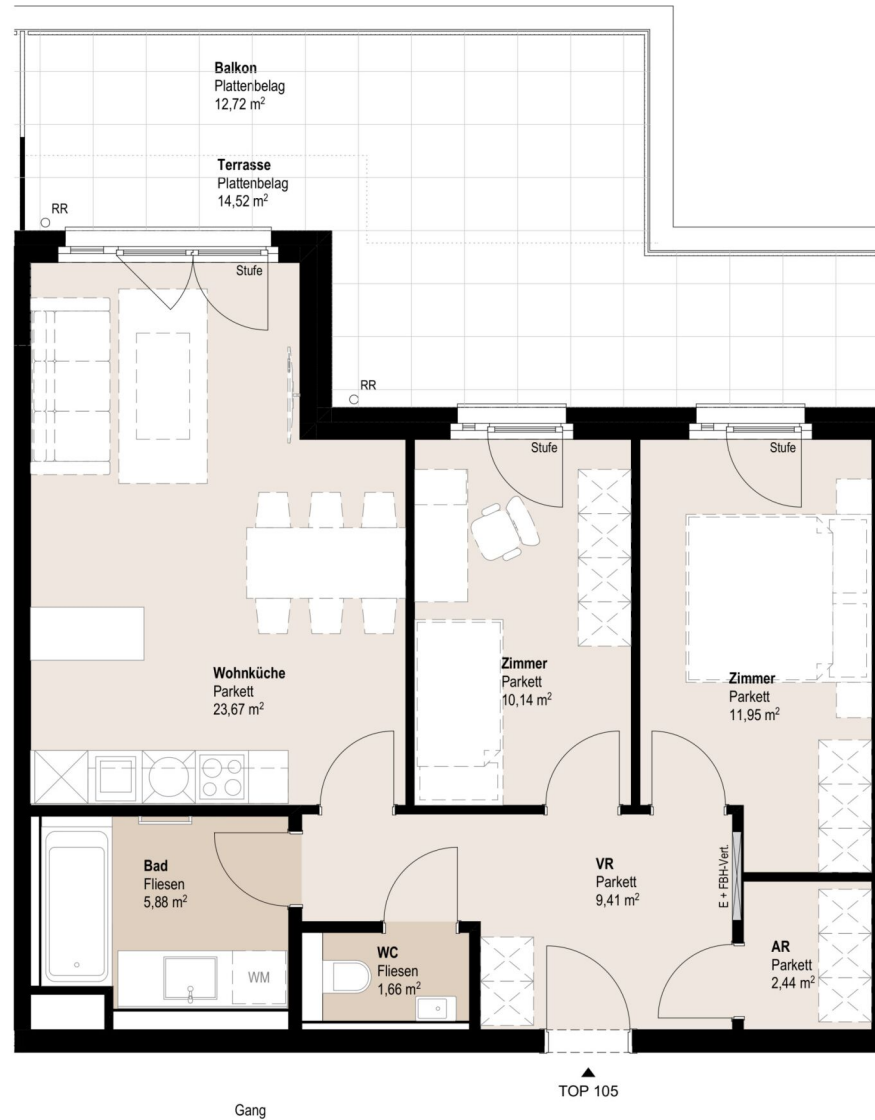 Balkon
Plattenbelag
12,72 m²
Terrasse
Plattenbelag
14,52 m²
RR
Stufe
RR
Stufe
Stufe
Wohnküche
Parkett
23,67 m²
Zimmer
Parkett
10,14 m²
Zimmer
Parkett
11,95 m²
Bad
Fliesen
5,88 m²
WM
WC
Fliesen
1,66 m²
VR
Parkett
9,41 m²
E + FBH-Vert.
AR
Parkett
2,44 m²
TOP 105
Gang